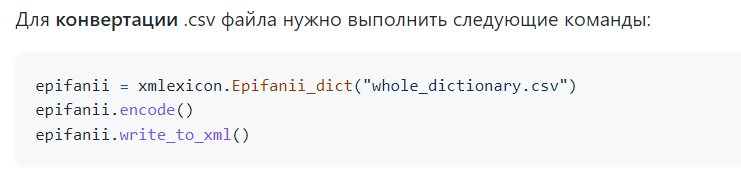 Для конвертации .csv файла нужно выполнить следующие команды:
epifanii = xmlexicon.Epifanii_dict("whole_dictionary.csv")
epifanii.encode()
epifanii.write_to_xml()